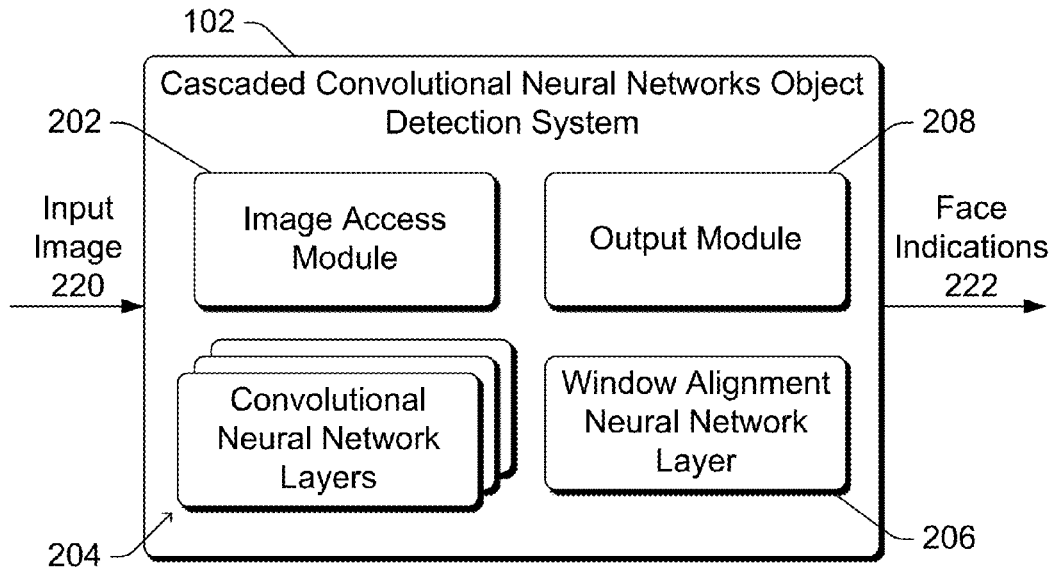 102
Cascaded Convolutional Neural Networks Object
Detection System
202
208
Input
Image
220
Image Access
Module
Output Module
Face
Indications
222
Convolutional
Neural Network
Layers
Window Alignment
Neural Network
Layer
204
206